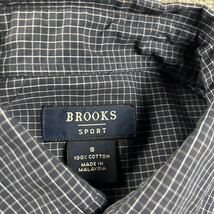 BROOKS
SPORT
S
100% COTTON
MADE IN
MALAYSIA